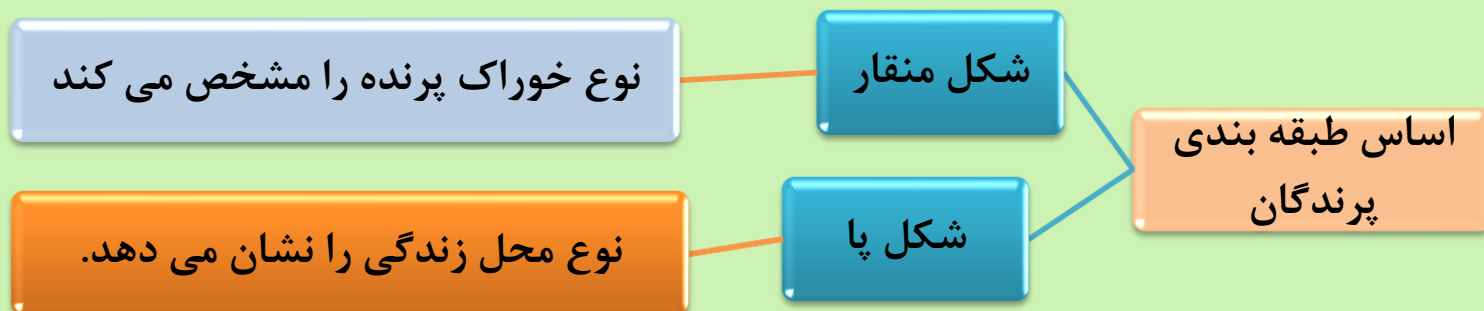 اساس طبقه بندی
پرندگان
شکل منقار
نوع خوراک پرنده را مشخص می کند
شکل پا
نوع محل زندگی را نشان می دهد.